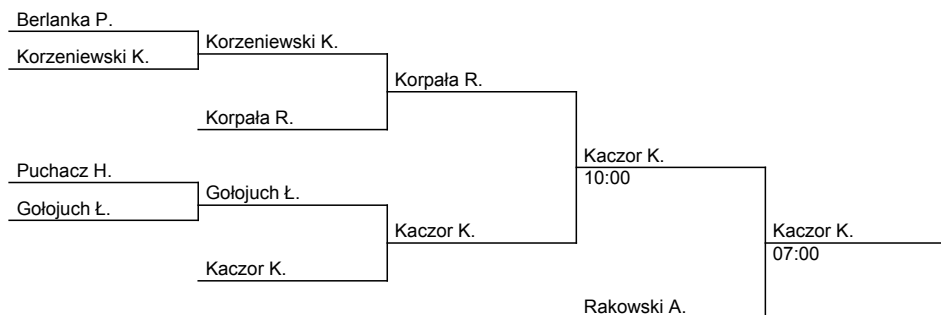 Berlanka P.
Korzeniewski K.
Korzeniewski K.
Korpała R.
Korpała R.
Puchacz H.
Gołojuch Ł.
Gołojuch Ł.
Kaczor K.
Kaczor K.
Kaczor K.
10:00
Rakowski A.
Kaczor K.
07:00